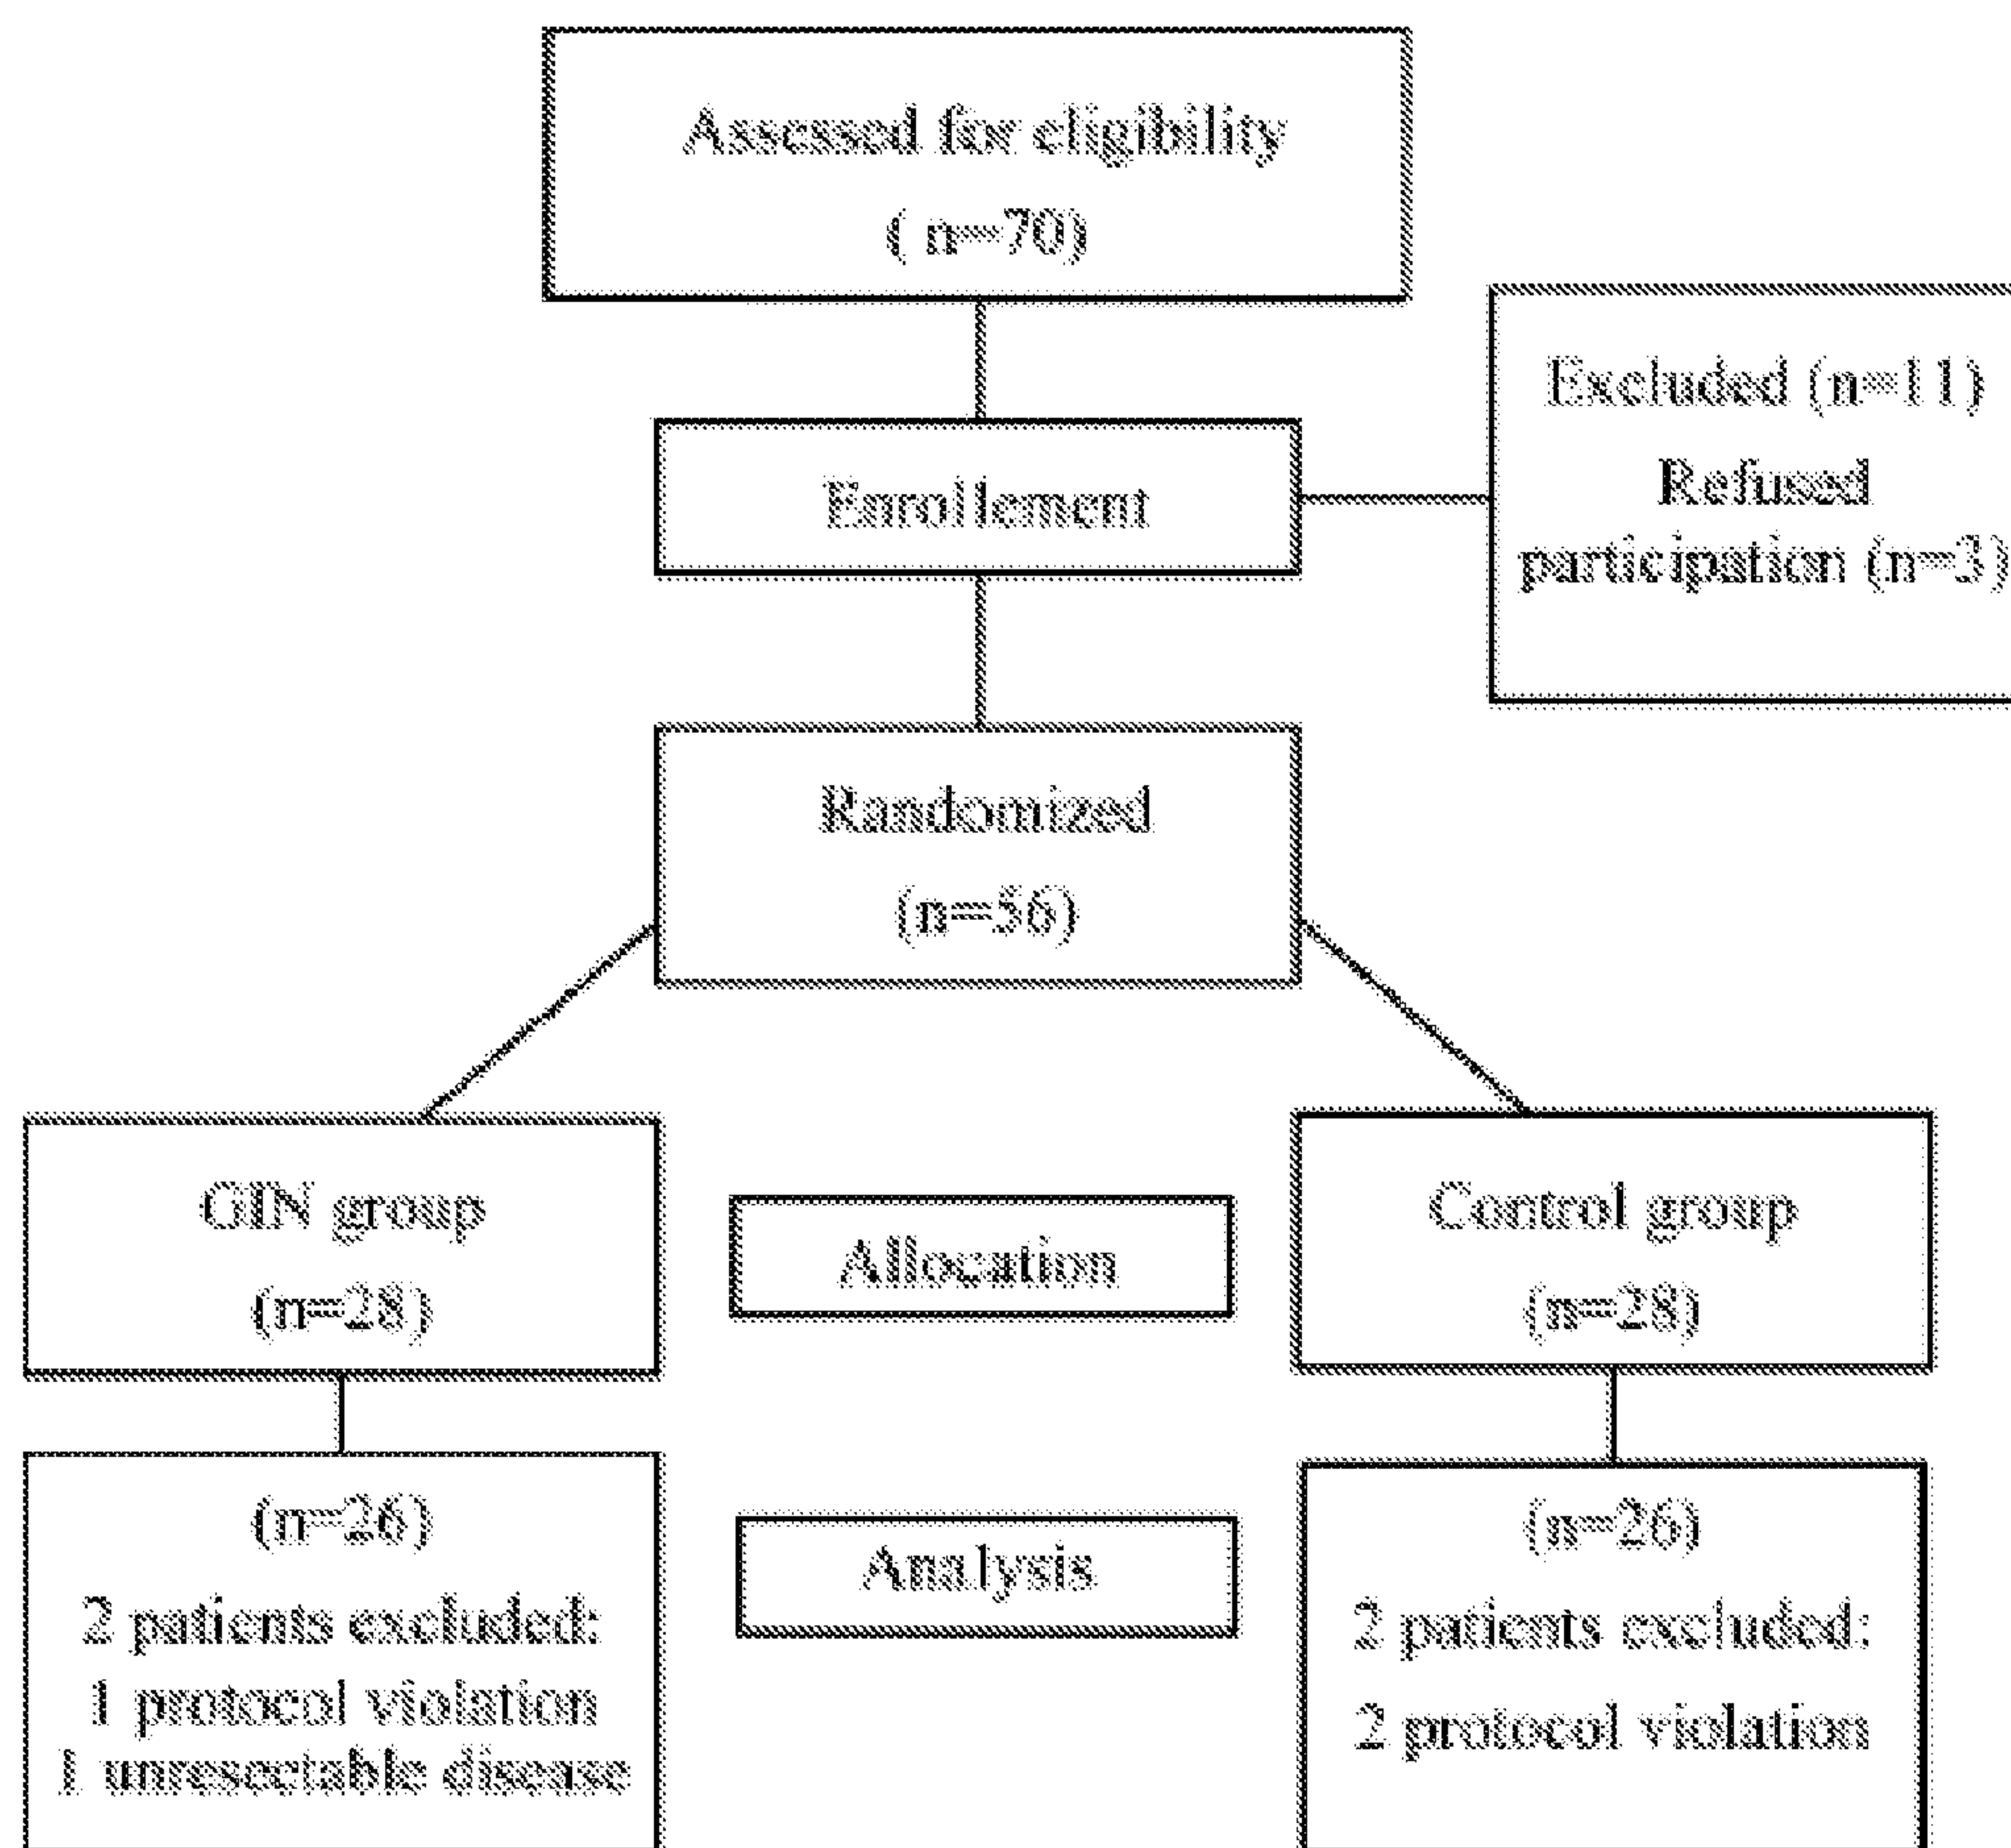 Assessed for eligibility
( n=70)
Excluded (n=11)
Refused
participation (n=3)
Enrollement
Randomized
(n=56)
GIN group
(n=28)
Allocation
Control group
(n=28)
(n=26)
2 patients excluded:
1 protocol violation
1 unresectable disease
Analysis
(n=26)
2 patients excluded:
2 protocol violation